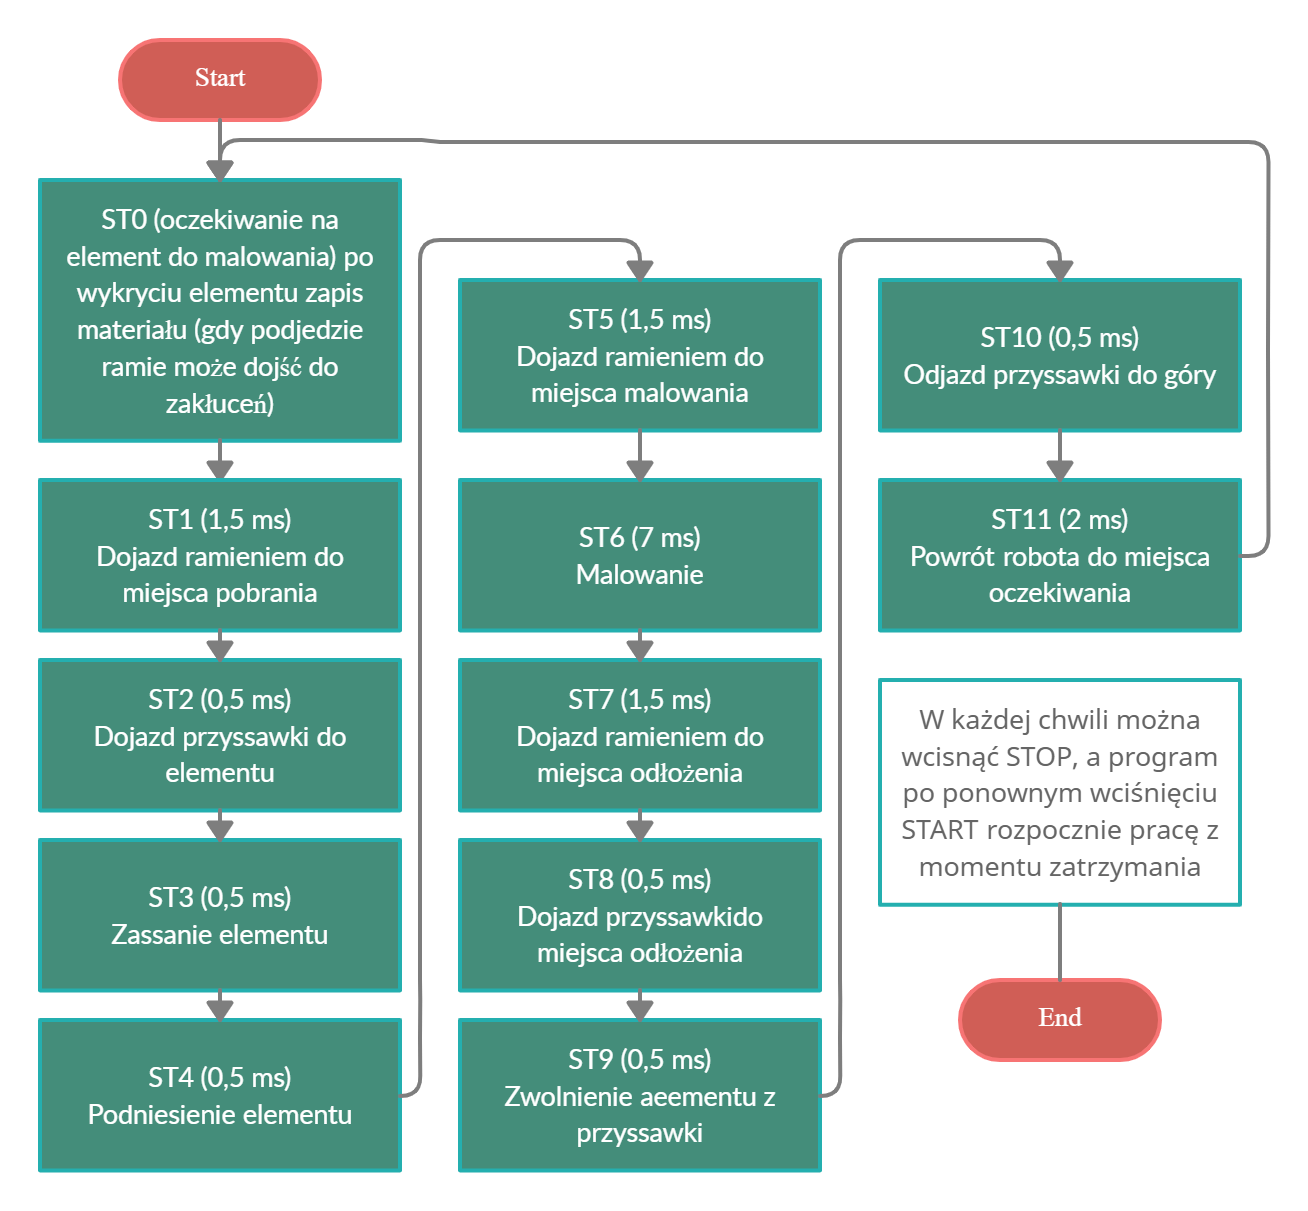 Start
ST0 (oczekiwanie na
element do malowania) po
wykryciu elementu zapis
materiału (gdy podjedzie
ramie może dojść do
zakłuceń)
ST1 (1,5 ms)
Dojazd ramieniem do
miejsca pobrania
ST2 (0,5 ms)
Dojazd przyssawki do
elementu
ST3 (0,5 ms)
Zassanie elementu
ST4 (0,5 ms)
Podniesienie elementu
ST5 (1,5 ms)
Dojazd ramieniem do
miejsca malowania
ST6 (7 ms)
Malowanie
ST7 (1,5 ms)
Dojazd ramieniem do
miejsca odłożenia
ST8 (0,5 ms)
Dojazd przyssawkido
miejsca odłożenia
ST9 (0,5 ms)
Zwolnienie aeementu z
przyssawki
ST10 (0,5 ms)
Odjazd przyssawki do góry
ST11 (2 ms)
Powrót robota do miejsca
oczekiwania
W każdej chwili można
wcisnąć STOP, a program
po ponownym wciśnięciu
START rozpocznie pracę z
momentu zatrzymania
End